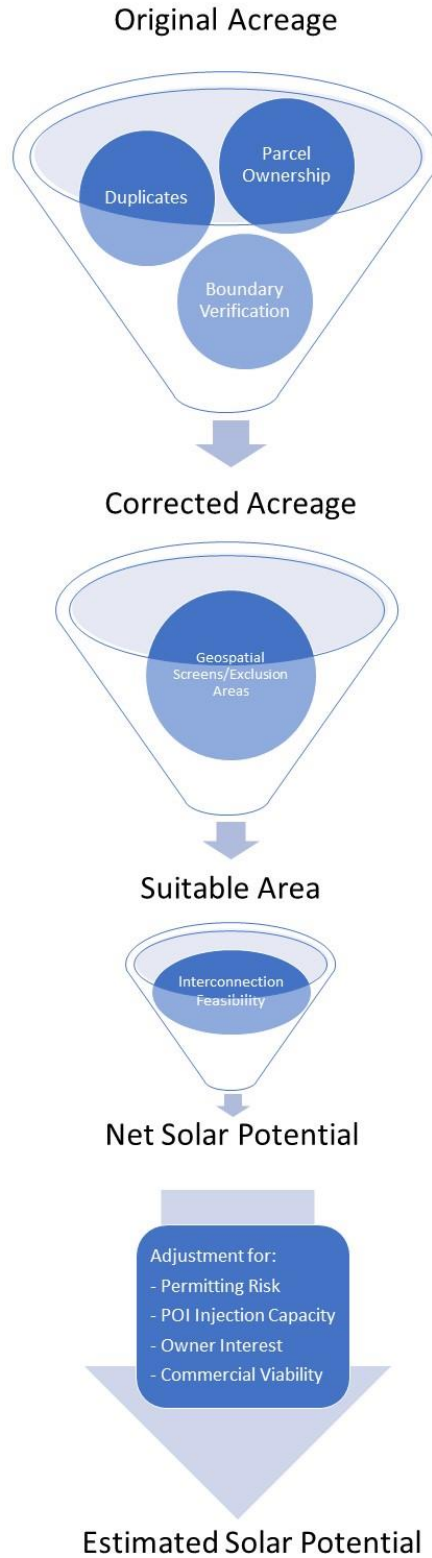 Original Acreage
Parcel
Ownership
Duplicates
Boundary
Verification
Corrected Acreage
Geospatial
Screens/Exclusion
Areas
Suitable Area
Interconnection
Feasibility
Net Solar Potential
Adjustment for:
- Permitting Risk
- POI Injection Capacity
- Owner Interest
- Commercial Viability
Estimated Solar Potential